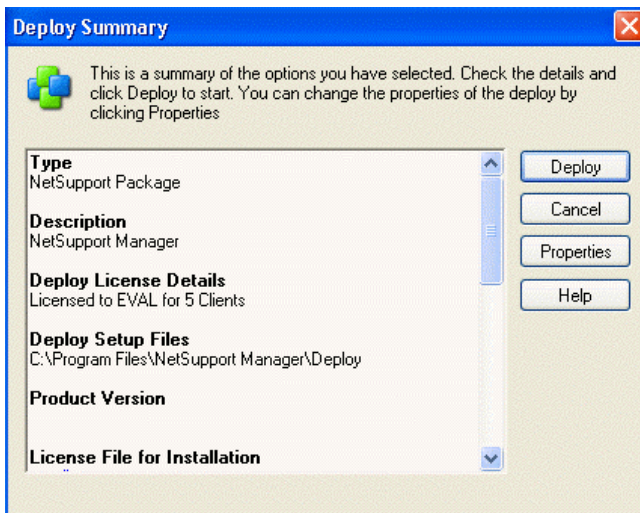 Deploy Summary
This is a summary of the options you have selected. Check the details and
click Deploy to start. You can change the properties of the deploy by
clicking Properties
Type
NetSupport Package
Description
NetSupport Manager
Deploy License Details
Licensed to EVAL for 5 Clients
Deploy Setup Files
C:\Program Files\NetSupport Manager\Deploy
Product Version
License File for Installation
Deploy
Cancel
Properties
Help